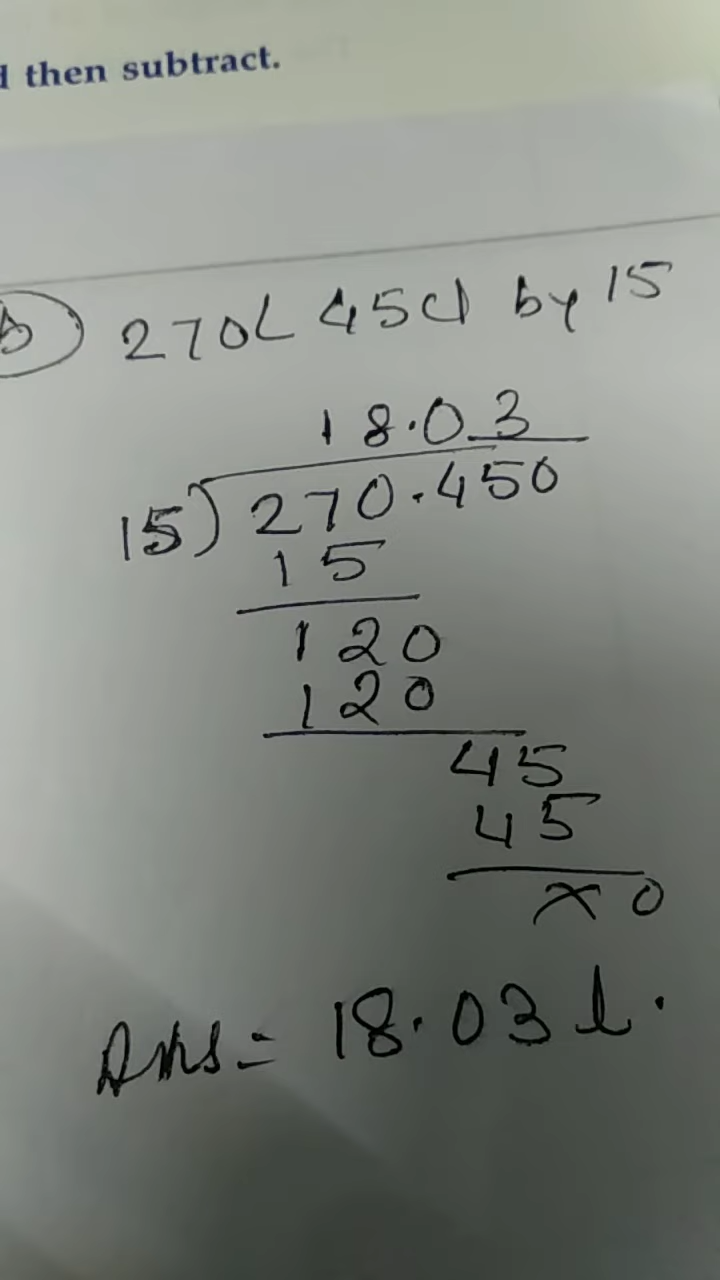 then subtract.
b) 270L 45cl by 15
18.03
15) 270.450
15
120
120
45
45
x 0
Ans = 18.03 l.